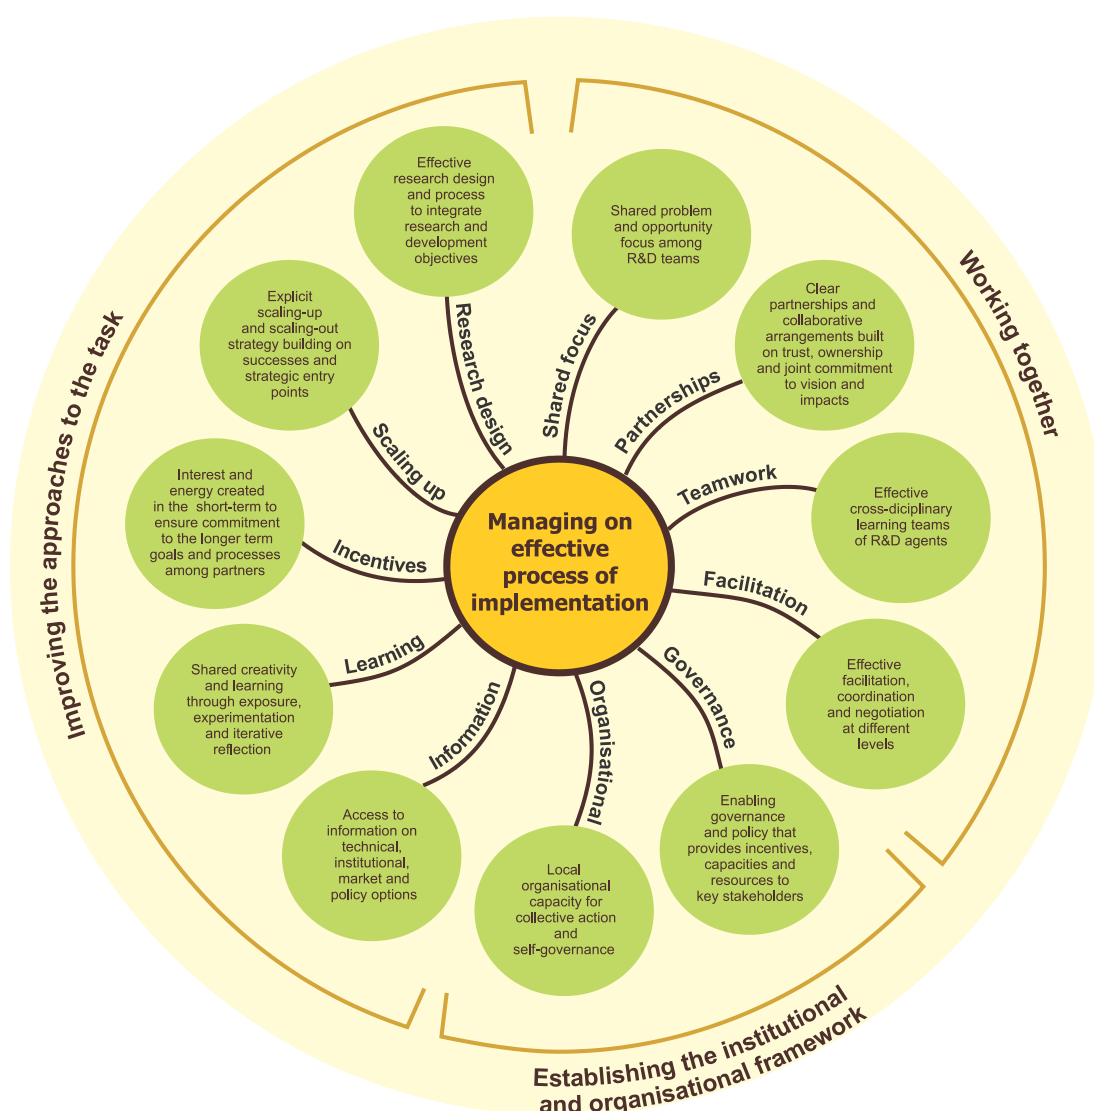 Managing on
effective
process of
implementation
Working together
Shared focus
Shared problem
and opportunity
focus among
R&D teams
Partnerships
Clear
partnerships and
collaborative
arrangements built
on trust, ownership
and joint commitment
to vision and
impacts
Teamwork
Effective
cross-diciplinary
learning teams
of R&D agents
Facilitation
Effective
facilitation,
coordination
and negotiation
at different
levels
Establishing the institutional
and organisational framework
Governance
Enabling
governance
and policy that
provides incentives,
capacities and
resources to
key stakeholders
Organisational
Local
organisational
capacity for
collective action
and
self-governance
Improving the approaches to the task
Information
Access to
information on
technical,
institutional,
market and
policy options
Learning
Shared creativity
and learning
through exposure,
experimentation
and iterative
reflection
Incentives
Interest and
energy created
in the short-term to
ensure commitment
to the longer term
goals and processes
among partners
Scaling up
Explicit
scaling-up
and scaling-out
strategy building on
successes and
strategic entry
points
Research design
Effective
research design
and process
to integrate
research and
development
objectives